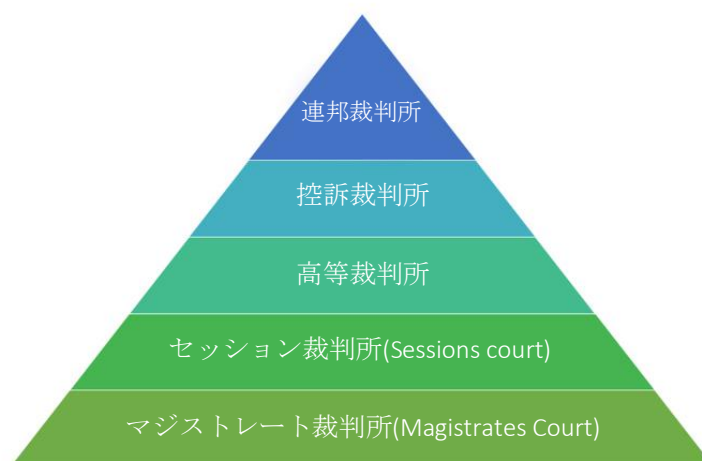 連邦裁判所
控訴裁判所
高等裁判所
セッション裁判所(Sessions court)
マジストレート裁判所(Magistrates Court)